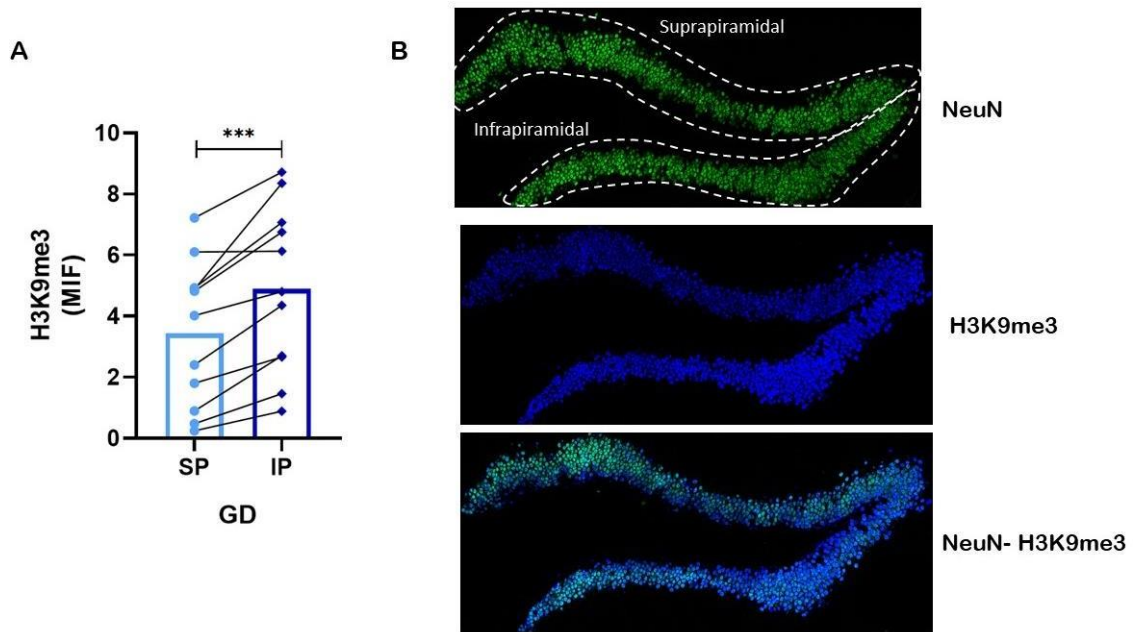 A
H3K9me3
(MIF)
10
8
6
4
2
0
***
SP
IP
GD
B
Suprapiramidal
Infrapiramidal
NeuN
H3K9me3
NeuN- H3K9me3